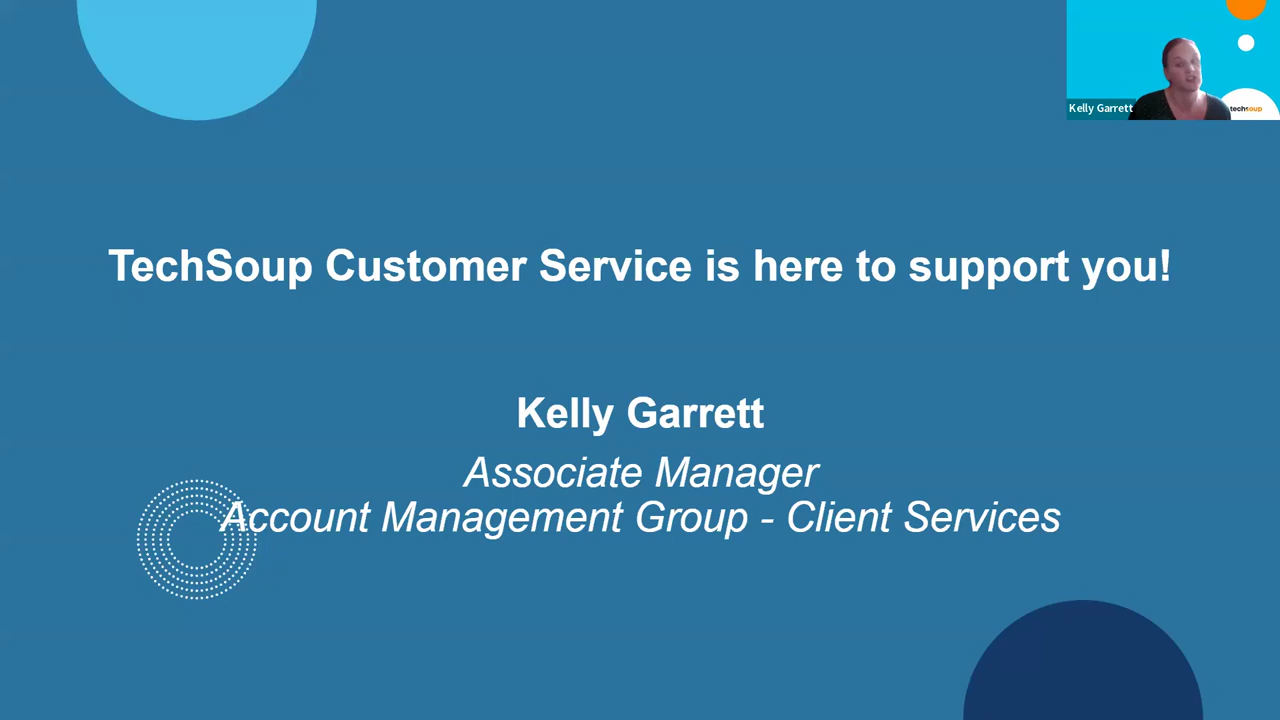 Kelly Garrett
techsoup
TechSoup Customer Service is here to support you!
Kelly Garrett
Associate Manager
Account Management Group - Client Services